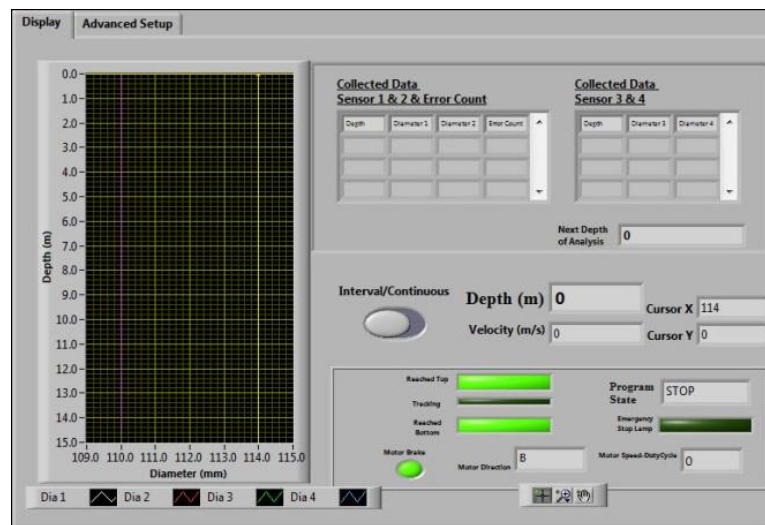 Display Advanced Setup
0.0
1.0
2.0
3.0
4.0
5.0
6.0
7.0
8.0
9.0
10.0
11.0
12.0
13.0
14.0
15.0
Depth (m)
109.0 110.0 111.0 112.0 113.0 114.0 115.0
Diameter (mm)
Dia 1 Dia 2 Dia 3 Dia 4
Collected Data
Sensor 1 & 2 & Error Count
Depth Diameter 1 Diameter 2 Error Count
Collected Data
Sensor 3 & 4
Depth Diameter 3 Diameter 4
Next Depth
of Analysis 0
Interval/Continuous
Depth (m) 0
Velocity (m/s) 0
Cursor X 114
Cursor Y 0
Reached Top
Tracking
Reached
Bottom
Program
State STOP
Emergency
Stop Lamp
Motor Brake
Motor Direction B
Motor Speed-DutyCycle 0